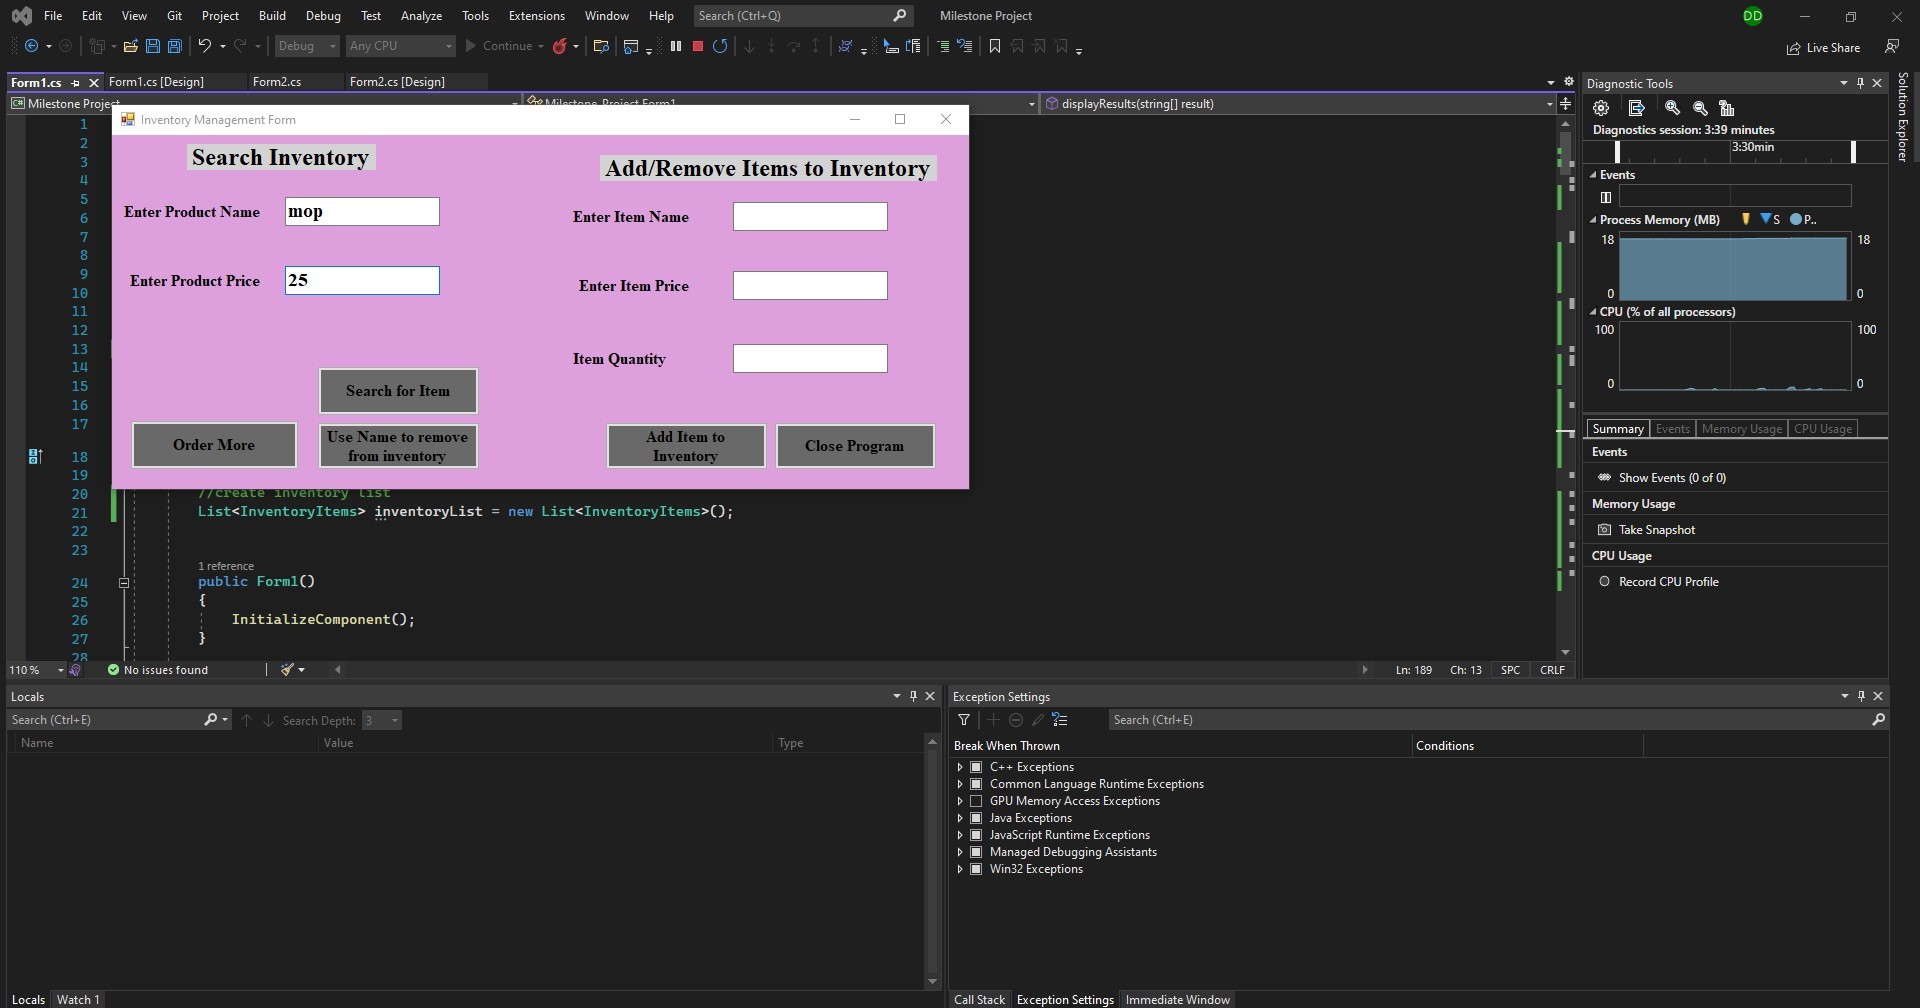 File Edit View Git Project Build Debug Test Analyze Tools Extensions Window Help Search (Ctrl+Q) Milestone Project DD
Debug Any CPU Continue Live Share
Form1.cs Form1.cs [Design] Form2.cs Form2.cs [Design]
C# Milestone Project Milestone_Project.Form1 displayResults(string[] result)
Inventory Management Form
Search Inventory
Add/Remove Items to Inventory
Enter Product Name mop
Enter Item Name
Enter Product Price 25
Enter Item Price
Item Quantity
Search for Item
Order More
Use Name to remove
from inventory
Add Item to
Inventory
Close Program
1
2
3
4
5
6
7
8
9
10
11
12
13
14
15
16
17
18
19
20 //create inventory list
21 List<InventoryItems> inventoryList = new List<InventoryItems>();
22
23
1 reference
24 public Form1()
25 {
26 InitializeComponent();
27 }
28
110 % No issues found Ln: 189 Ch: 13 SPC CRLF
Diagnostic Tools
Diagnostics session: 3:39 minutes
3:30min
Events
Process Memory (MB) S P..
18 18
0 0
CPU (% of all processors)
100 100
0 0
Summary Events Memory Usage CPU Usage
Events
Show Events (0 of 0)
Memory Usage
Take Snapshot
CPU Usage
Record CPU Profile
Solution Explorer
Locals
Search (Ctrl+E) Search Depth: 3
Name Value Type
Locals Watch 1
Exception Settings
Search (Ctrl+E)
Break When Thrown Conditions
C++ Exceptions
Common Language Runtime Exceptions
GPU Memory Access Exceptions
Java Exceptions
JavaScript Runtime Exceptions
Managed Debugging Assistants
Win32 Exceptions
Call Stack Exception Settings Immediate Window